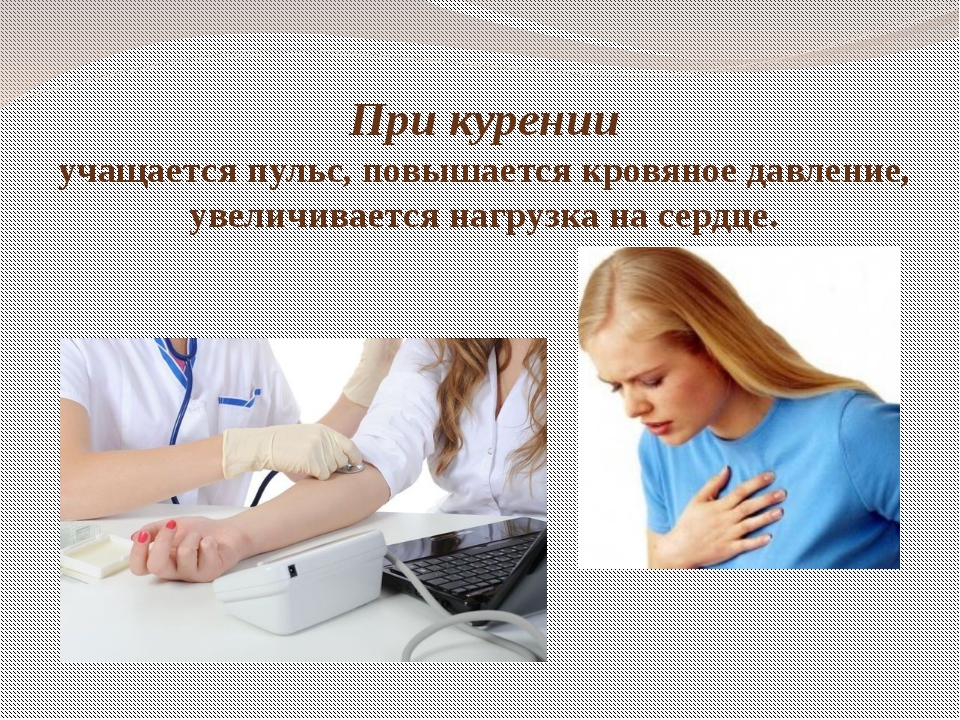 При курении
учащается пульс, повышается кровяное давление,
увеличивается нагрузка на сердце.